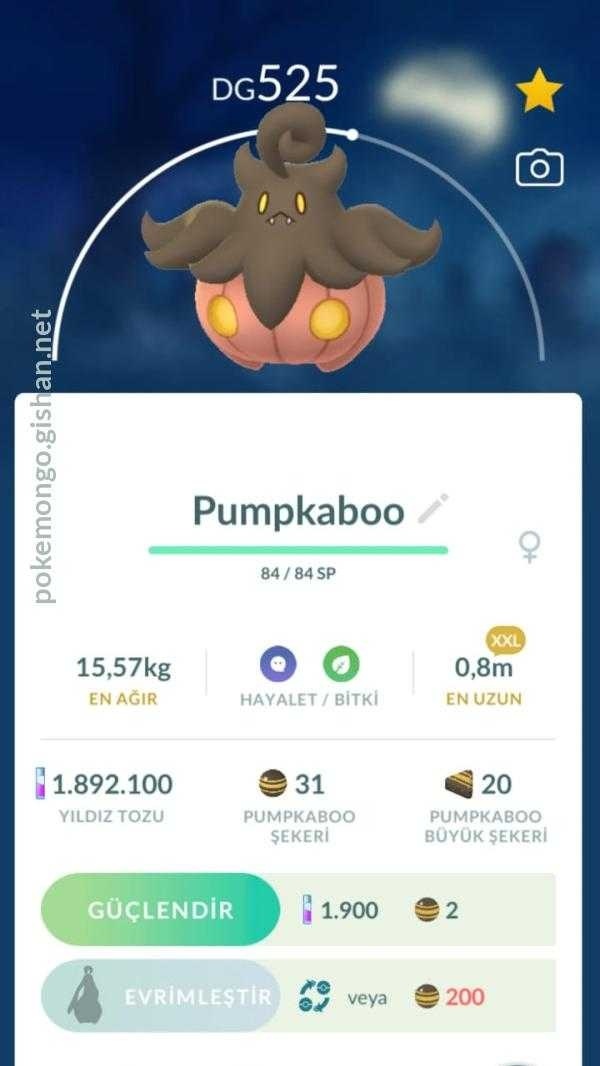 DG525
pokemongo.gishan.net
Pumpkaboo
84 / 84 SP
XXL
15,57kg
0,8m
EN AĞIR
HAYALET / BİTKİ
EN UZUN
1.892.100
31
20
YILDIZ TOZU
PUMPKABOO
ŞEKERİ
PUMPKABOO
BÜYÜK ŞEKERİ
GÜÇLENDİR
1.900
2
EVRİMLEŞTİR
veya
200